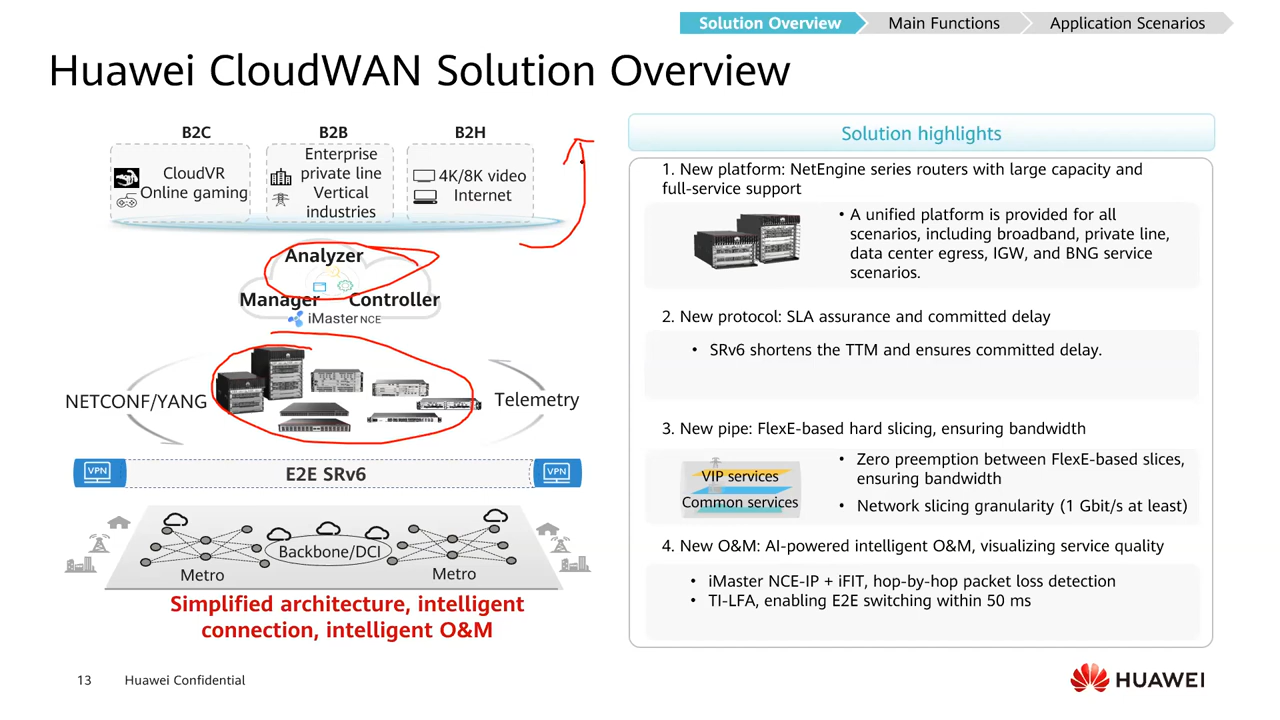 Solution Overview
Main Functions
Application Scenarios
Huawei CloudWAN Solution Overview
B2C
B2B
B2H
CloudVR
Online gaming
Enterprise
private line
Vertical
industries
4K/8K video
Internet
Analyzer
Manager
Controller
iMaster NCE
NETCONF/YANG
Telemetry
VPN
E2E SRv6
VPN
Backbone/DCI
Metro
Metro
Simplified architecture, intelligent
connection, intelligent O&M
Solution highlights
1. New platform: NetEngine series routers with large capacity and
full-service support
• A unified platform is provided for all
scenarios, including broadband, private line,
data center egress, IGW, and BNG service
scenarios.
2. New protocol: SLA assurance and committed delay
• SRv6 shortens the TTM and ensures committed delay.
3. New pipe: FlexE-based hard slicing, ensuring bandwidth
VIP services
Common services
• Zero preemption between FlexE-based slices,
ensuring bandwidth
• Network slicing granularity (1 Gbit/s at least)
4. New O&M: AI-powered intelligent O&M, visualizing service quality
• iMaster NCE-IP + iFIT, hop-by-hop packet loss detection
• TI-LFA, enabling E2E switching within 50 ms
13
Huawei Confidential
HUAWEI